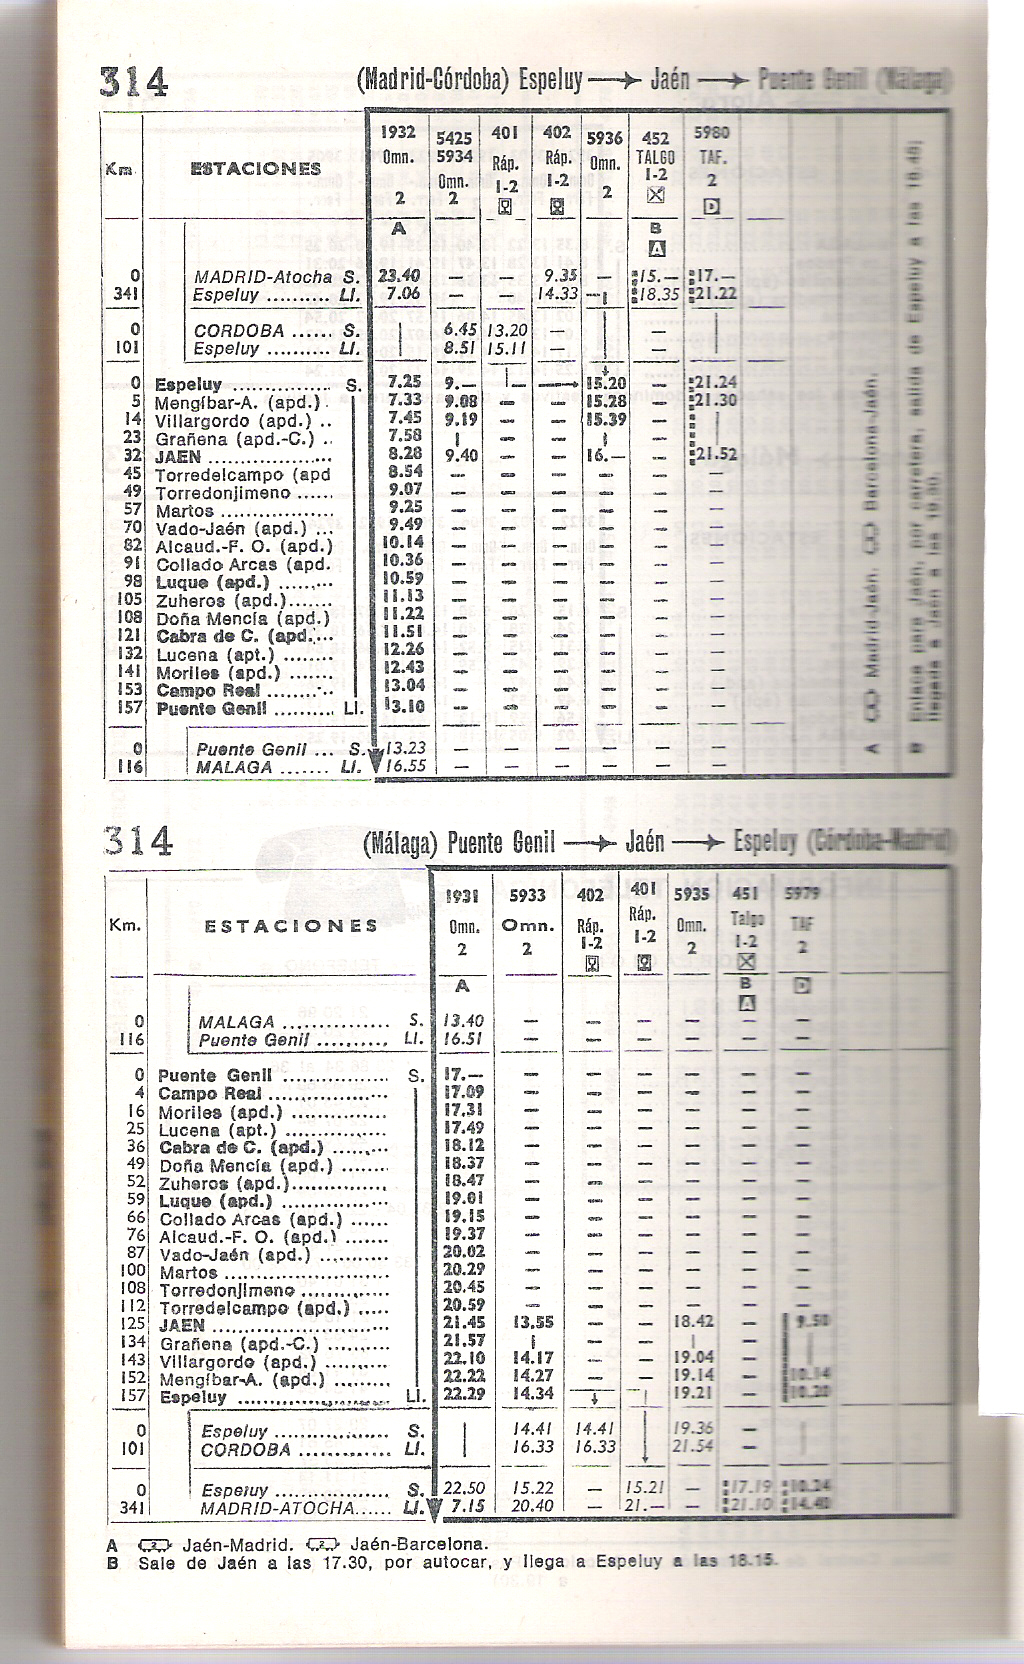 314 (Madrid-Córdoba) Espeluy → Jaén → Puente Genil (Málaga)
Km. ESTACIONES 1932 Omn. 2 5425 5934 Omn. 2 401 Ráp. 1-2 402 Ráp. 1-2 5936 Omn. 2 452 TALGO 1-2 5980 TAF. 2 D
A B A
0 MADRID-Atocha S. 23.40 — — 9.35 — 15.— 17.—
341 Espeluy .......... Ll. 7.06 — — 14.33 — 18.35 21.22
0 CORDOBA ...... S. 6.45 13.20 — —
101 Espeluy .......... Ll. 8.51 15.11 — —
0 Espeluy ............... S. 7.25 9.— — → 15.20 — 21.24
5 Mengíbar-A. (apd.) . 7.33 9.08 — — 15.28 — 21.30
14 Villargordo (apd.) .. 7.45 9.19 — — 15.39 —
23 Grañena (apd.-C.) .. 7.58 — — —
32 JAEN ................... 8.28 9.40 — — 16.— — 21.52
45 Torredelcampo (apd 8.54 — — — — — —
49 Torredonjimeno ...... 9.07 — — — — — —
57 Martos ................. 9.25 — — — — — —
70 Vado-Jaén (apd.) ... 9.49 — — — — — —
82 Alcaud.-F. O. (apd.) 10.14 — — — — — —
91 Collado Arcas (apd. 10.36 — — — — — —
98 Luque (apd.) ......... 10.59 — — — — — —
105 Zuheros (apd.)....... 11.13 — — — — — —
108 Doña Mencía (apd.) 11.22 — — — — — —
121 Cabra de C. (apd.... 11.51 — — — — — —
132 Lucena (apt.) ........ 12.26 — — — — — —
141 Moriles (apd.) ....... 12.43 — — — — — —
153 Campo Real .......... 13.04 — — — — — —
157 Puente Genil ......... Ll. 13.10 — — — — — —
0 Puente Genil ... S. 13.23 — — — — — —
116 MALAGA ....... Ll. 16.55 — — — — — —
A Madrid-Jaén. Barcelona-Jaén.
B Enlace para Jaén, por carretera, salida de Espeluy a las 18.45;
llegada a Jaén a las 19.30.
314 (Málaga) Puente Genil → Jaén → Espeluy (Córdoba-Madrid)
Km. ESTACIONES 1931 Omn. 2 5933 Omn. 2 402 Ráp. 1-2 401 Ráp. 1-2 5935 Omn. 2 451 Talgo 1-2 5979 TAF 2
A B A D
0 MALAGA ............... S. 13.40 — — — — — —
116 Puente Genil .......... Ll. 16.51 — — — — — —
0 Puente Genil ................ S. 17.— — — — — — —
4 Campo Real .................. 17.09 — — — — — —
16 Moriles (apd.) .............. 17.31 — — — — — —
25 Lucena (apt.) ............... 17.49 — — — — — —
36 Cabra de C. (apd.) ......... 18.12 — — — — — —
49 Doña Mencía (apd.) ........ 18.37 — — — — — —
52 Zuheros (apd.)............... 18.47 — — — — — —
59 Luque (apd.) ................ 19.01 — — — — — —
66 Collado Arcas (apd.) ...... 19.15 — — — — — —
76 Alcaud.-F. O. (apd.) ....... 19.37 — — — — — —
87 Vado-Jaén (apd.) .......... 20.02 — — — — — —
100 Martos ........................ 20.29 — — — — — —
108 Torredonjimeno ............. 20.45 — — — — — —
112 Torredelcampo (apd.) ..... 20.59 — — — — — —
125 JAEN .......................... 21.45 13.55 — — 18.42 — 9.50
134 Grañena (apd.-C.) .......... 21.57 — — —
143 Villargordo (apd.) ......... 22.10 14.17 — — 19.04 —
152 Mengíbar-A. (apd.) ......... 22.22 14.27 — — 19.14 — 10.14
157 Espeluy ...................... Ll. 22.29 14.34 19.21 — 10.20
0 Espeluy ................... S. 14.41 14.41 19.36 —
101 CORDOBA .............. Ll. 16.33 16.33 21.54 —
0 Espeluy ................... S. 22.50 15.22 — 15.21 — 17.19 10.24
341 MADRID-ATOCHA...... Ll. 7.15 20.40 — 21.— — 21.10 14.40
A 2 Jaén-Madrid. 2 Jaén-Barcelona.
B Sale de Jaén a las 17.30, por autocar, y llega a Espeluy a las 18.15.